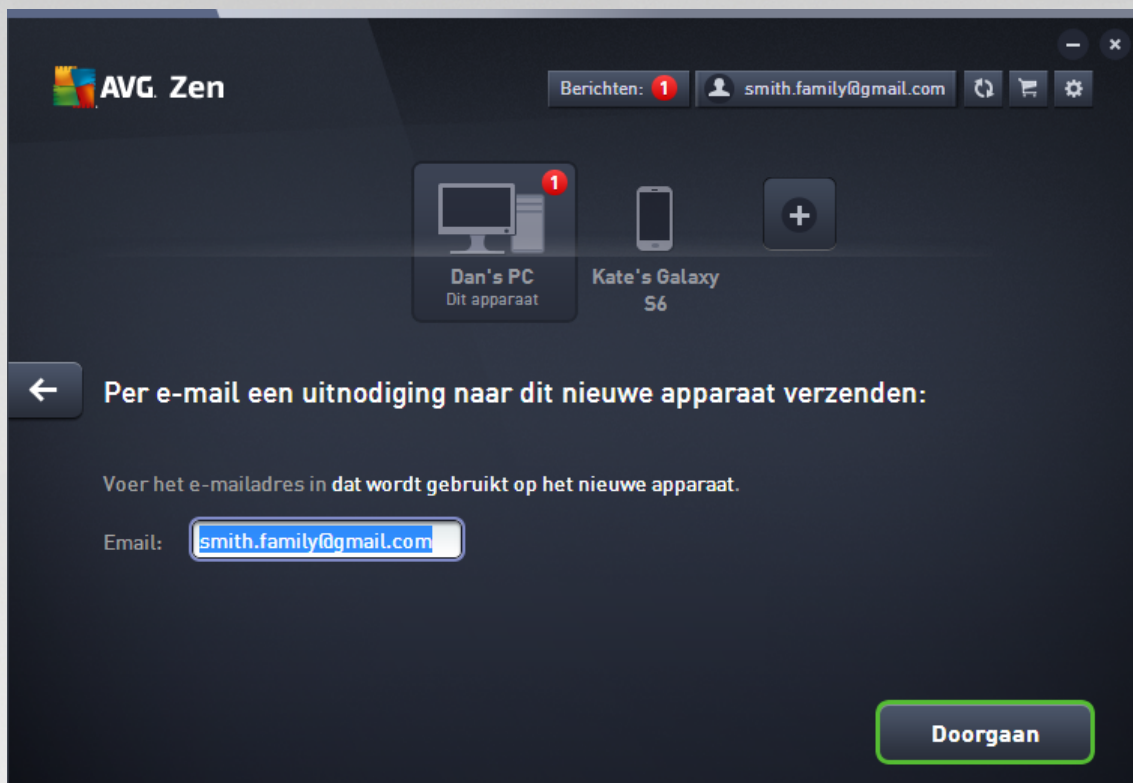 AVG. Zen
Berichten: 1
smith.family@gmail.com
1
Dan's PC
Dit apparaat
Kate's Galaxy
S6
Per e-mail een uitnodiging naar dit nieuwe apparaat verzenden:
Voer het e-mailadres in dat wordt gebruikt op het nieuwe apparaat.
Email: smith.family@gmail.com
Doorgaan